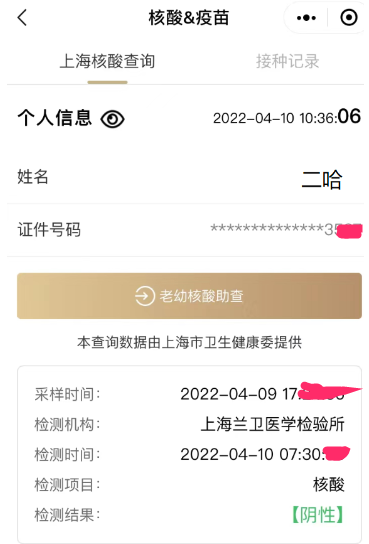 核酸&疫苗
上海核酸查询 接种记录
个人信息 2022-04-10 10:36:06
姓名 二哈
证件号码 **************3
老幼核酸助查
本查询数据由上海市卫生健康委提供
采样时间: 2022-04-09 17:
检测机构: 上海兰卫医学检验所
检测时间: 2022-04-10 07:30:
检测项目: 核酸
检测结果: 【阴性】